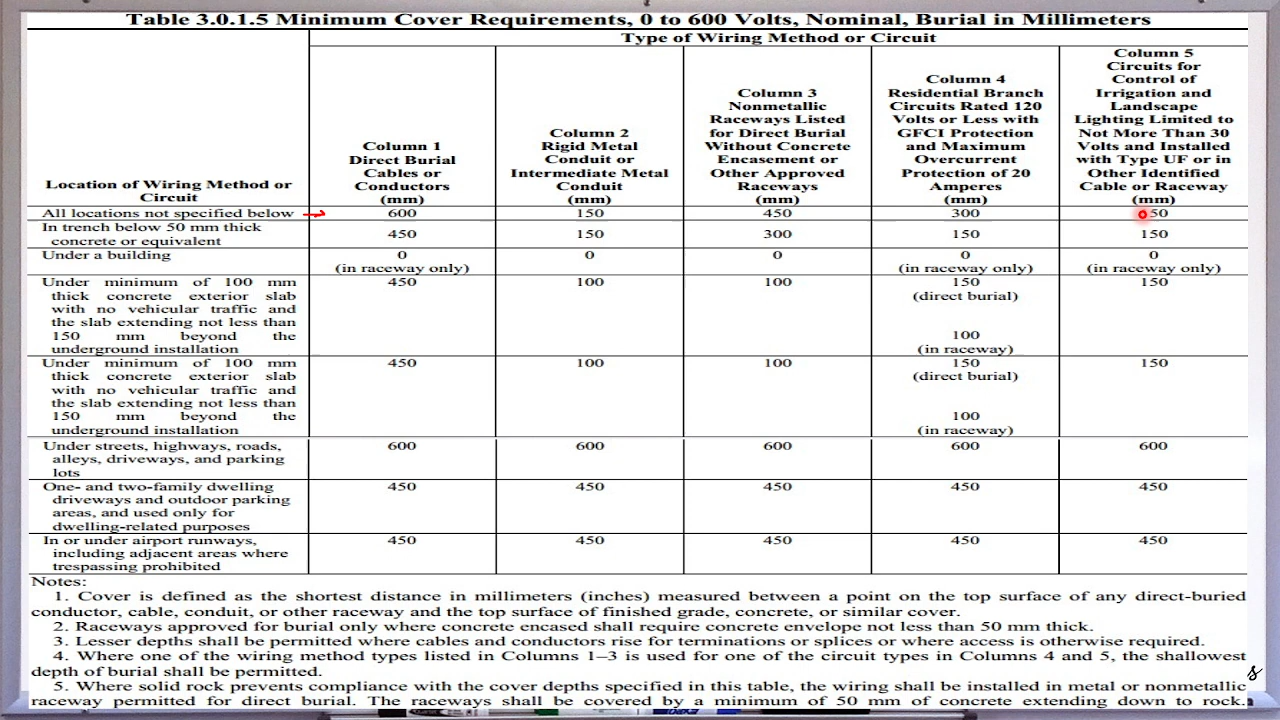 Table 3.0.1.5 Minimum Cover Requirements, 0 to 600 Volts, Nominal, Burial in Millimeters
Type of Wiring Method or Circuit
Location of Wiring Method or
Circuit
Column 1
Direct Burial
Cables or
Conductors
(mm)
Column 2
Rigid Metal
Conduit or
Intermediate Metal
Conduit
(mm)
Column 3
Nonmetallic
Raceways Listed
for Direct Burial
Without Concrete
Encasement or
Other Approved
Raceways
(mm)
Column 4
Residential Branch
Circuits Rated 120
Volts or Less with
GFCI Protection
and Maximum
Overcurrent
Protection of 20
Amperes
(mm)
Column 5
Circuits for
Control of
Irrigation and
Landscape
Lighting Limited to
Not More Than 30
Volts and Installed
with Type UF or in
Other Identified
Cable or Raceway
(mm)
All locations not specified below 600 150 450 300 50
In trench below 50 mm thick
concrete or equivalent
450 150 300 150 150
Under a building 0 0 0 0 0
(in raceway only) (in raceway only) (in raceway only)
Under minimum of 100 mm 450 100 100 150 150
thick concrete exterior slab (direct burial)
with no vehicular traffic and
the slab extending not less than
150 mm beyond the 100
underground installation (in raceway)
Under minimum of 100 mm 450 100 100 150 150
thick concrete exterior slab (direct burial)
with no vehicular traffic and
the slab extending not less than
150 mm beyond the 100
underground installation (in raceway)
Under streets, highways, roads, 600 600 600 600 600
alleys, driveways, and parking
lots
One- and two-family dwelling 450 450 450 450 450
driveways and outdoor parking
areas, and used only for
dwelling-related purposes
In or under airport runways, 450 450 450 450 450
including adjacent areas where
trespassing prohibited
Notes:
1. Cover is defined as the shortest distance in millimeters (inches) measured between a point on the top surface of any direct-buried
conductor, cable, conduit, or other raceway and the top surface of finished grade, concrete, or similar cover.
2. Raceways approved for burial only where concrete encased shall require concrete envelope not less than 50 mm thick.
3. Lesser depths shall be permitted where cables and conductors rise for terminations or splices or where access is otherwise required.
4. Where one of the wiring method types listed in Columns 1–3 is used for one of the circuit types in Columns 4 and 5, the shallowest
depth of burial shall be permitted.
5. Where solid rock prevents compliance with the cover depths specified in this table, the wiring shall be installed in metal or nonmetallic
raceway permitted for direct burial. The raceways shall be covered by a minimum of 50 mm of concrete extending down to rock.